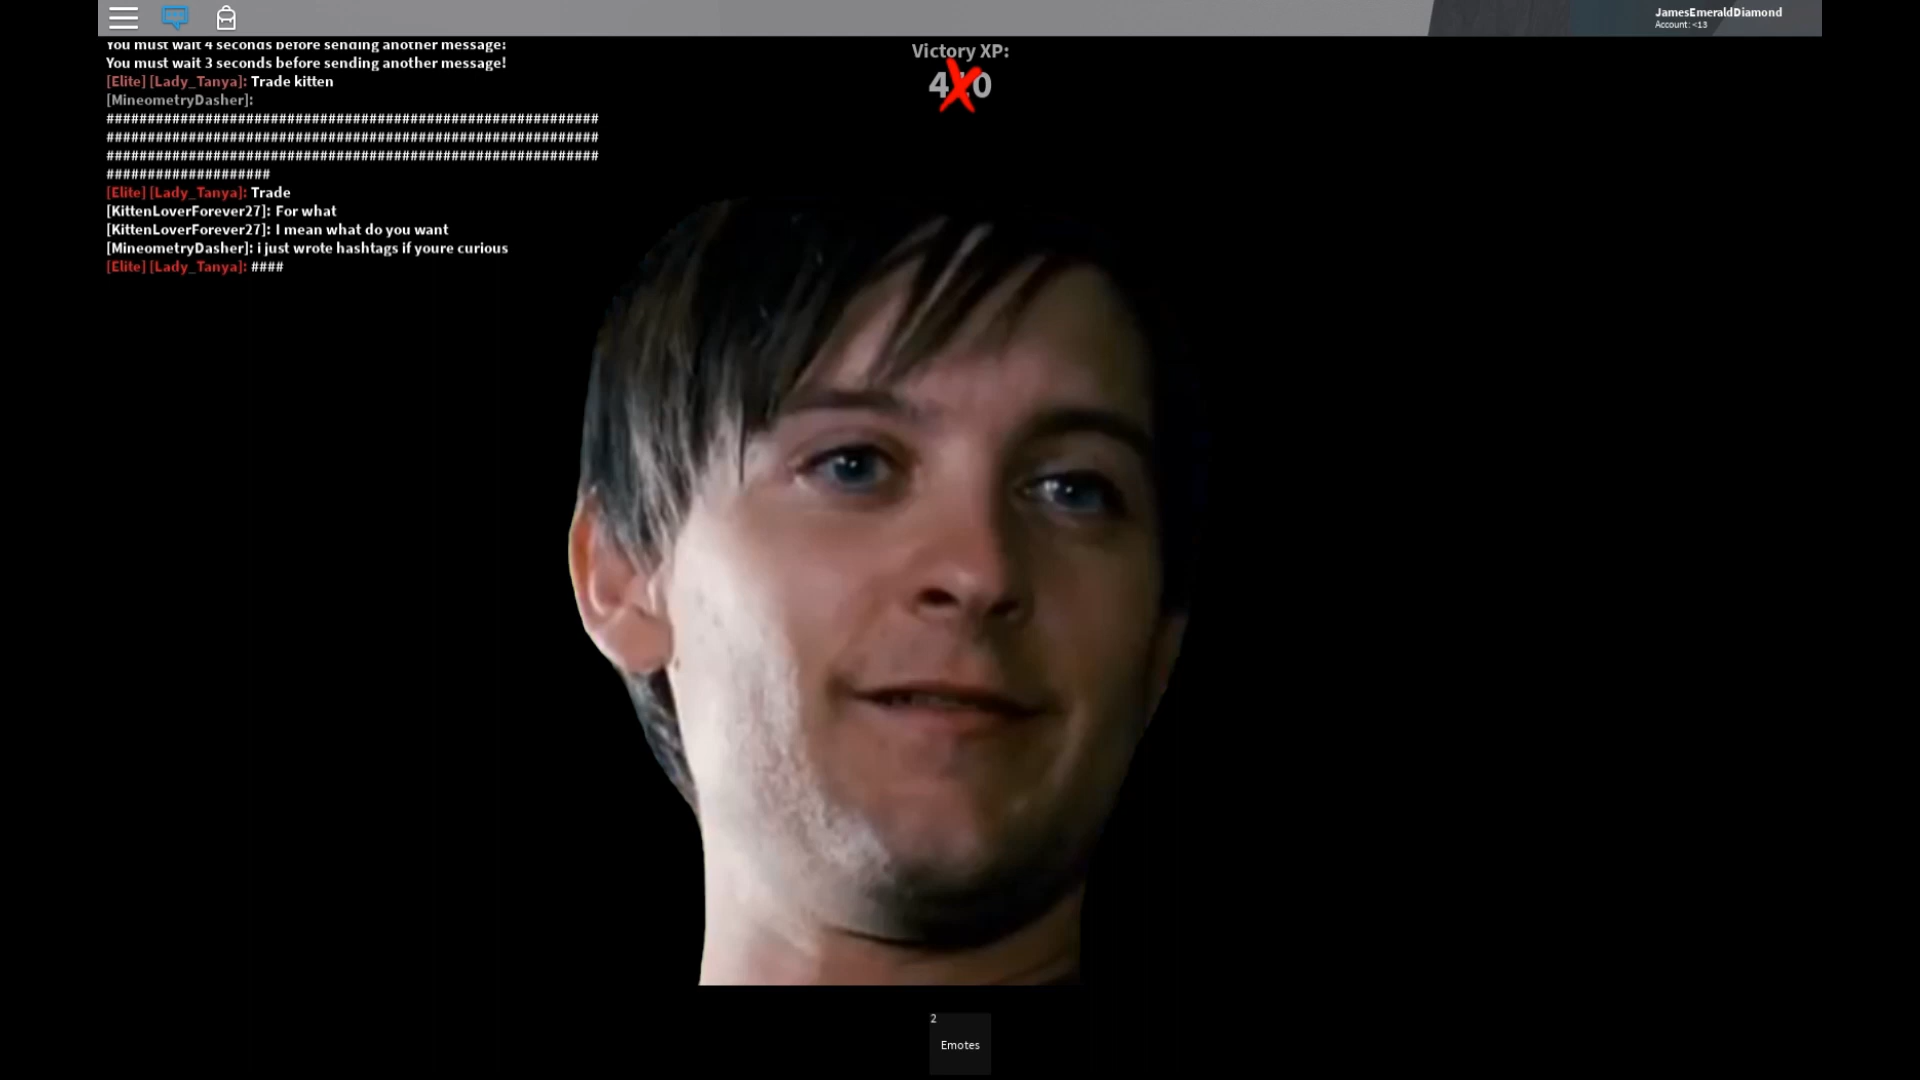 JamesEmeraldDiamond
Account: <13
You must wait 4 seconds before sending another message!
You must wait 3 seconds before sending another message!
[Elite] [Lady_Tanya]: Trade kitten
[MineometryDasher]:
############################################################
############################################################
############################################################
####################
[Elite] [Lady_Tanya]: Trade
[KittenLoverForever27]: For what
[KittenLoverForever27]: I mean what do you want
[MineometryDasher]: i just wrote hashtags if youre curious
[Elite] [Lady_Tanya]: ####
Victory XP:
2
Emotes